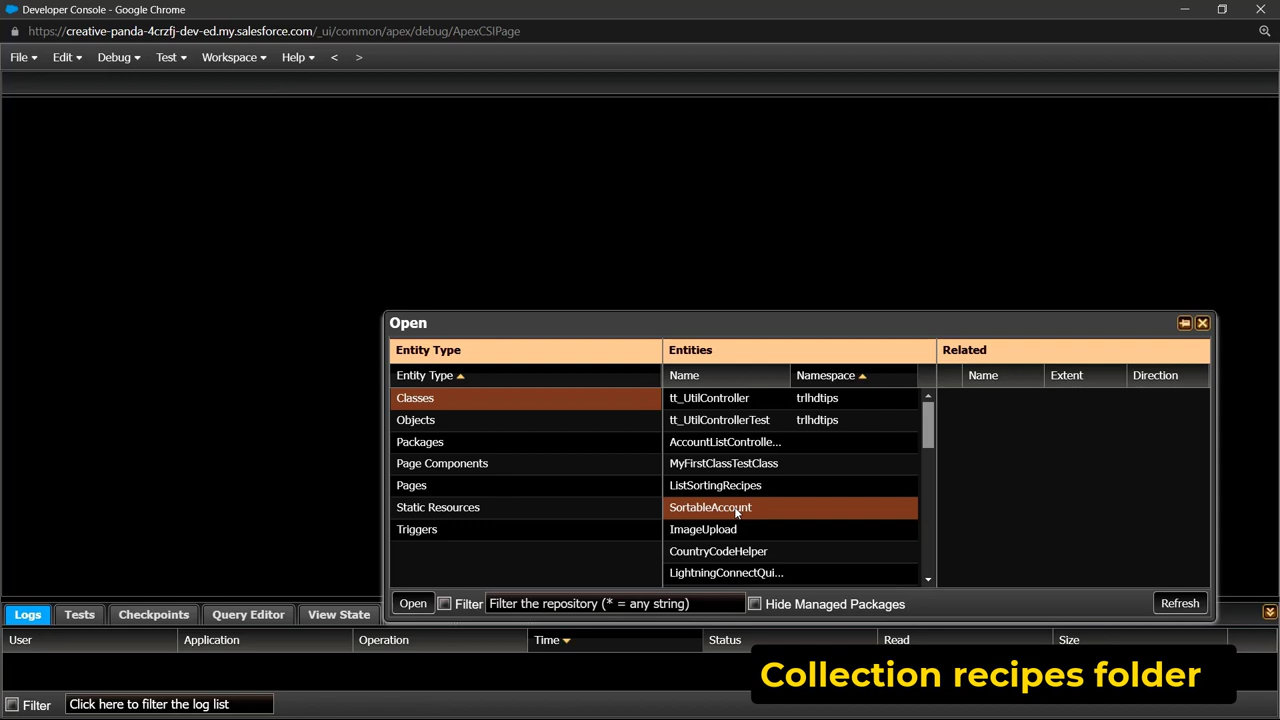 Developer Console - Google Chrome
https://creative-panda-4crzfj-dev-ed.my.salesforce.com/_ui/common/apex/debug/ApexCSIPage
File Edit Debug Test Workspace Help < >
Open
Entity Type Entities Related
Entity Type Name Namespace Name Extent Direction
Classes tt_UtilController trlhdtips
Objects tt_UtilControllerTest trlhdtips
Packages AccountListControlle...
Page Components MyFirstClassTestClass
Pages ListSortingRecipes
Static Resources SortableAccount
Triggers ImageUpload
CountryCodeHelper
LightningConnectQui...
Open Filter Filter the repository (* = any string) Hide Managed Packages Refresh
Logs Tests Checkpoints Query Editor View State
User Application Operation Time Status Read Size
Collection recipes folder
Filter Click here to filter the log list